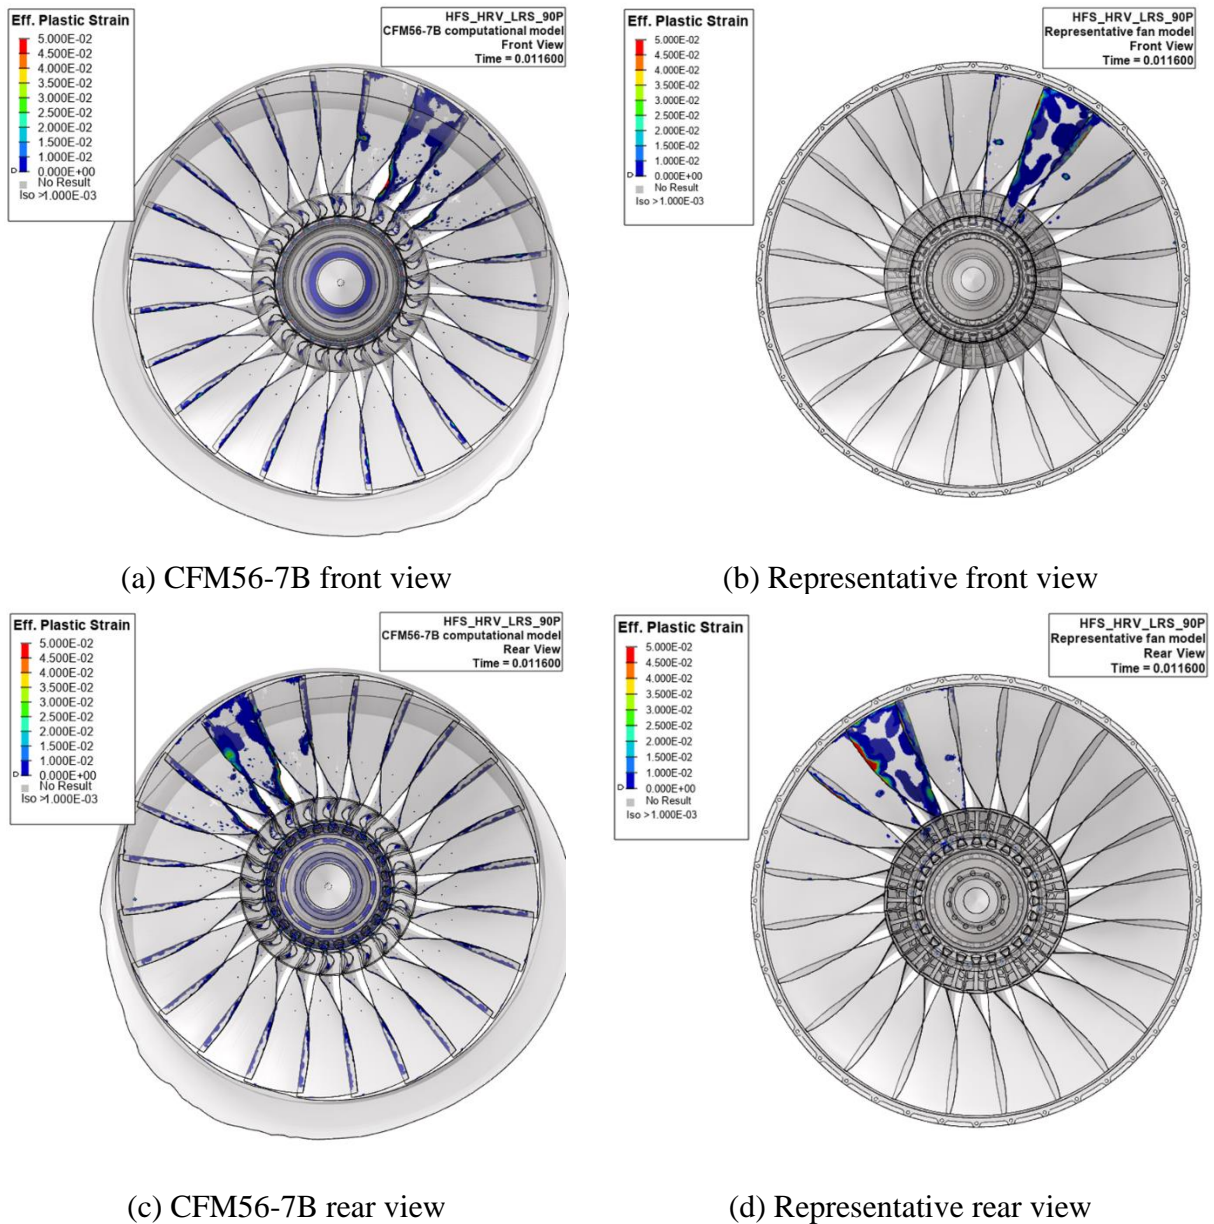 Eff. Plastic Strain
5.000E-02
4.500E-02
4.000E-02
3.500E-02
3.000E-02
2.500E-02
2.000E-02
1.500E-02
1.000E-02
D 0.000E+00
No Result
Iso >1.000E-03
HFS_HRV_LRS_90P
CFM56-7B computational model
Front View
Time = 0.011600
Eff. Plastic Strain
5.000E-02
4.500E-02
4.000E-02
3.500E-02
3.000E-02
2.500E-02
2.000E-02
1.500E-02
1.000E-02
D 0.000E+00
No Result
Iso >1.000E-03
HFS_HRV_LRS_90P
Representative fan model
Front View
Time = 0.011600
(a) CFM56-7B front view
(b) Representative front view
Eff. Plastic Strain
5.000E-02
4.500E-02
4.000E-02
3.500E-02
3.000E-02
2.500E-02
2.000E-02
1.500E-02
1.000E-02
D 0.000E+00
No Result
Iso >1.000E-03
HFS_HRV_LRS_90P
CFM56-7B computational model
Rear View
Time = 0.011600
Eff. Plastic Strain
5.000E-02
4.500E-02
4.000E-02
3.500E-02
3.000E-02
2.500E-02
2.000E-02
1.500E-02
1.000E-02
D 0.000E+00
No Result
Iso >1.000E-03
HFS_HRV_LRS_90P
Representative fan model
Rear View
Time = 0.011600
(c) CFM56-7B rear view
(d) Representative rear view